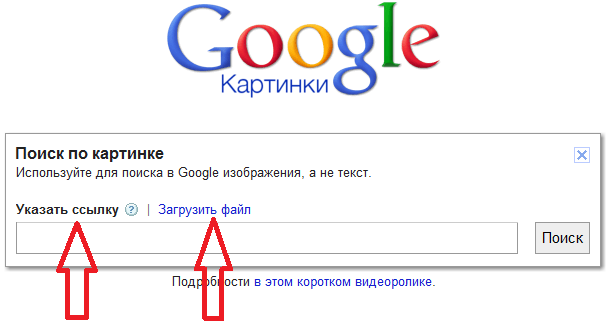 Google
Картинки
Поиск по картинке
Используйте для поиска в Google изображения, а не текст.
Указать ссылку ? | Загрузить файл
Поиск
Подробности в этом коротком видеоролике.